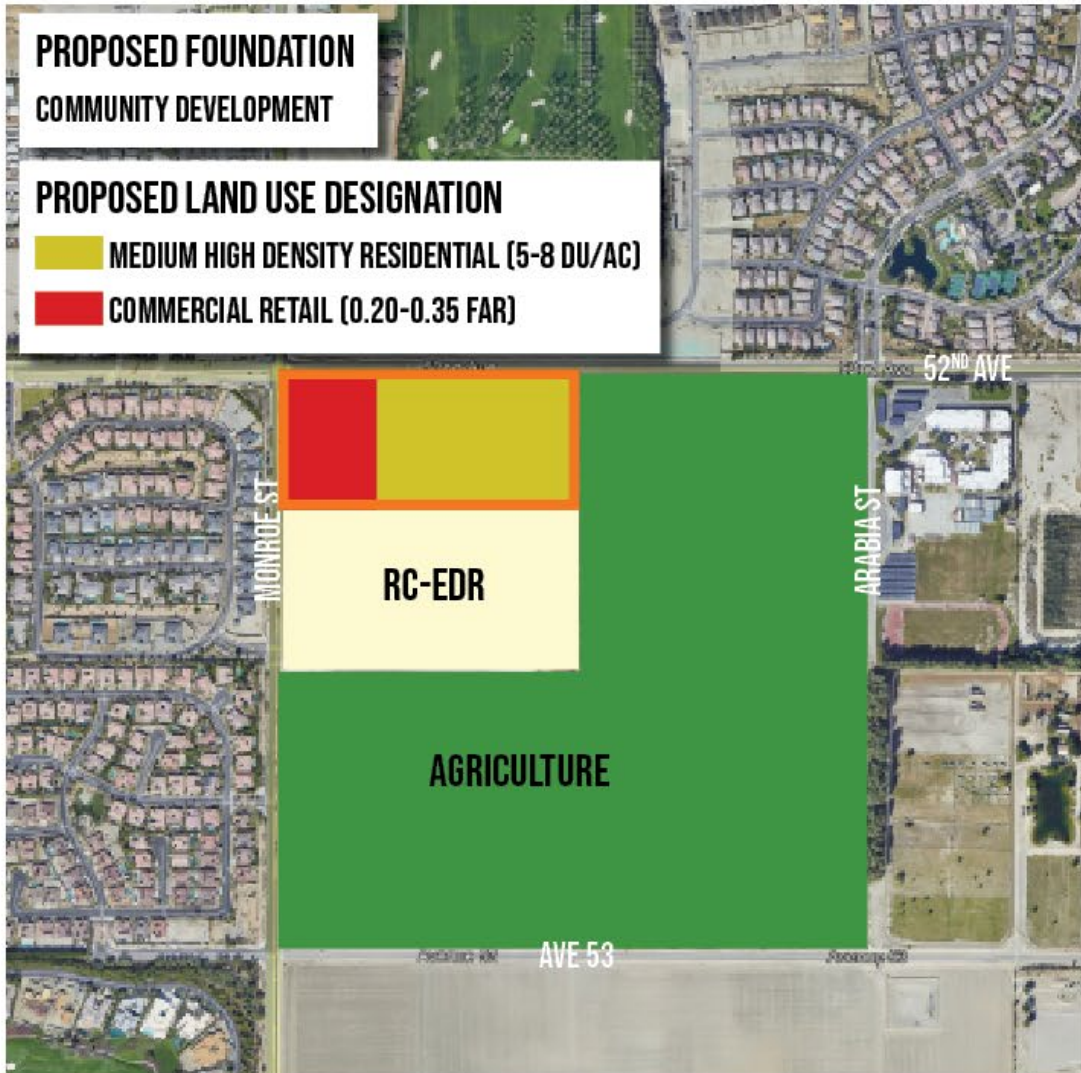 PROPOSED FOUNDATION
COMMUNITY DEVELOPMENT
PROPOSED LAND USE DESIGNATION
MEDIUM HIGH DENSITY RESIDENTIAL (5-8 DU/AC)
COMMERCIAL RETAIL (0.20-0.35 FAR)
52ND AVE
MONROE ST
ARABIA ST
RC-EDR
AGRICULTURE
AVE 53